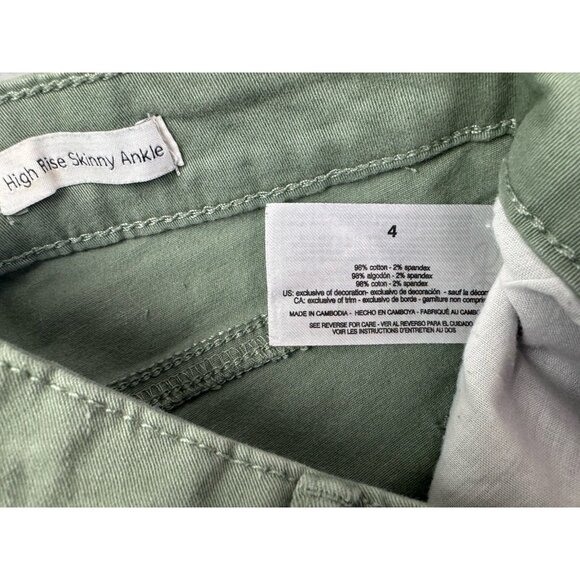 High Rise Skinny Ankle
4
98% cotton - 2% spandex
98% algodón - 2% spandex
98% coton - 2% spandex
US: exclusive of decoration- exclusivo de decoración - sauf la décor
CA: exclusive of trim - exclusivo de borde - garniture non compri
MADE IN CAMBODIA - HECHO EN CAMBOYA - FABRIQUÉ AU CAMB
SEE REVERSE FOR CARE - VER AL REVERSO PARA EL CUIDADO
VOIR LES INSTRUCTIONS D'ENTRETIEN AU DOS